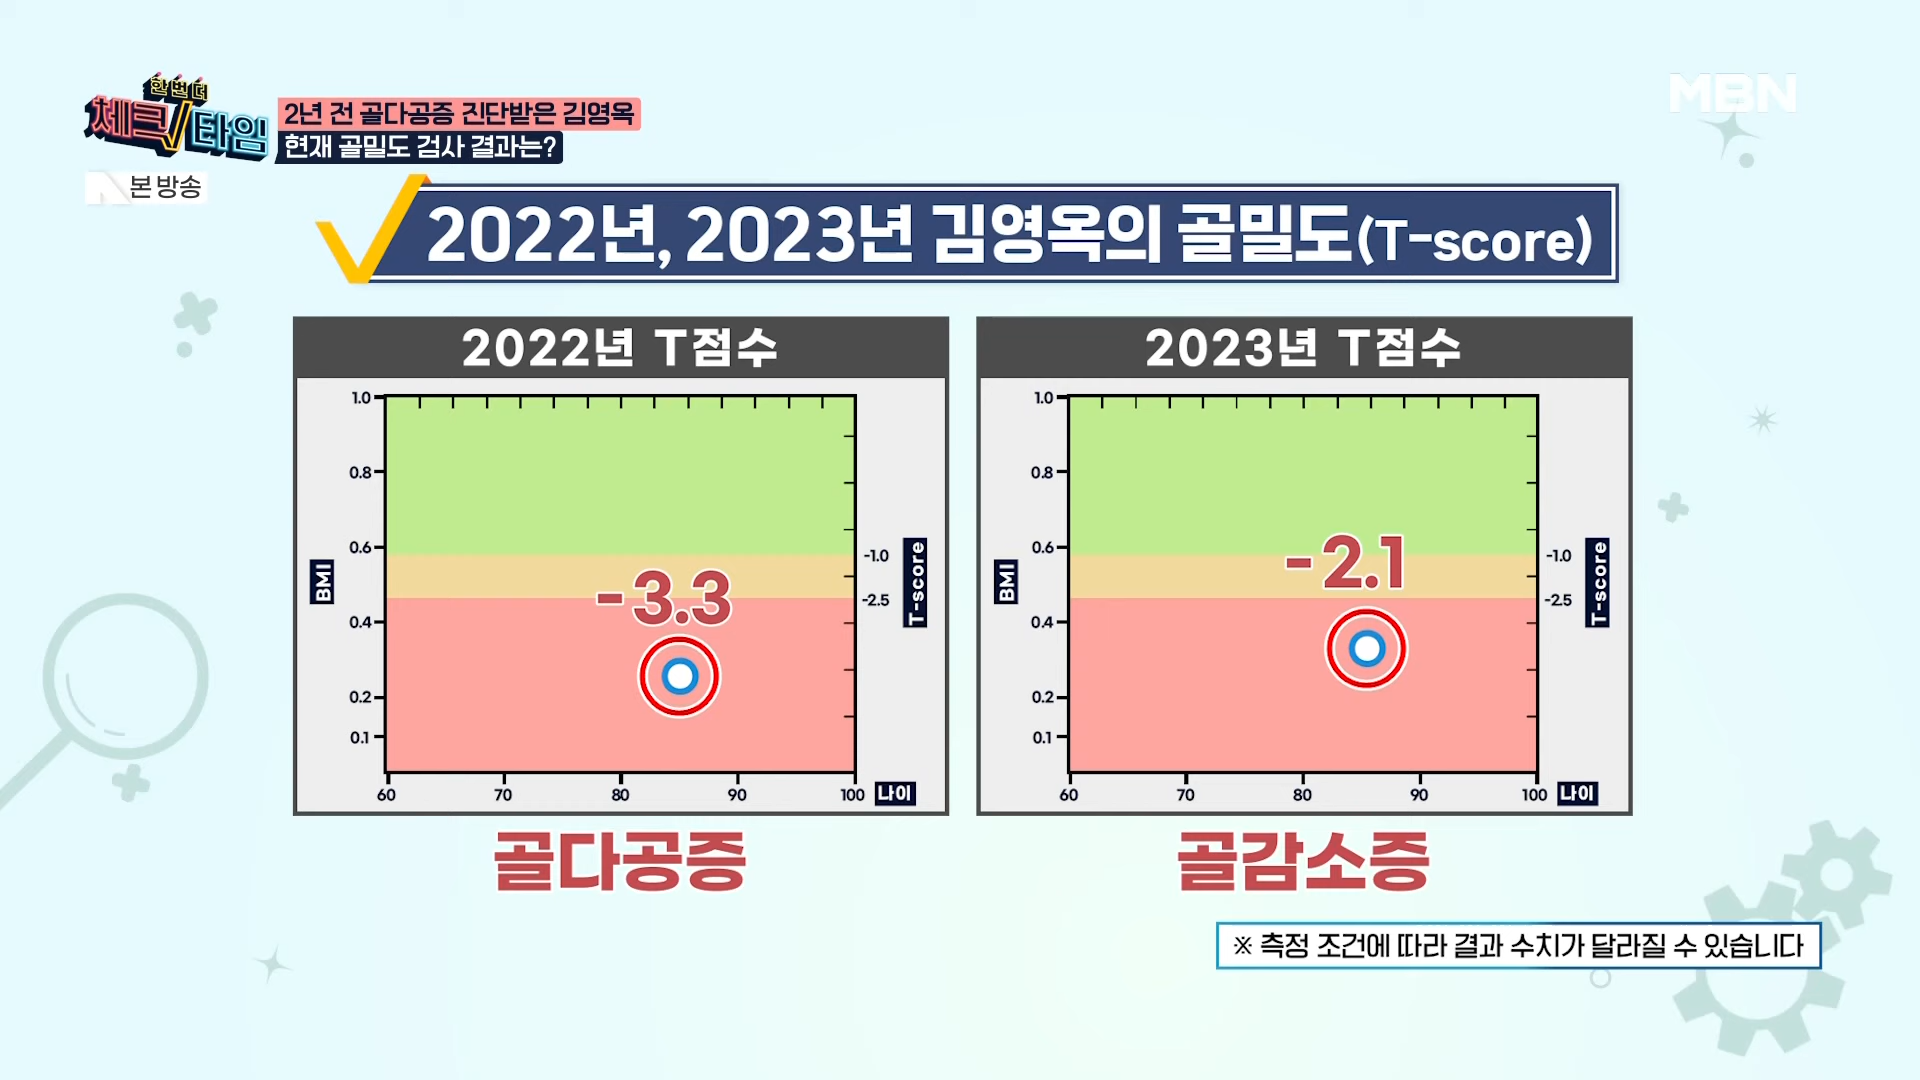 한 번 더
체크타임
2년 전 골다공증 진단받은 김영옥
현재 골밀도 검사 결과는?
본 방송
MBN
2022년, 2023년 김영옥의 골밀도(T-score)
2022년 T점수
1.0
0.8
0.6
0.4
0.2
0.1
BMI
-3.3
-1.0
-2.5
T-score
60 70 80 90 100 나이
골다공증
2023년 T점수
1.0
0.8
0.6
0.4
0.2
0.1
BMI
-2.1
-1.0
-2.5
T-score
60 70 80 90 100 나이
골감소증
※ 측정 조건에 따라 결과 수치가 달라질 수 있습니다